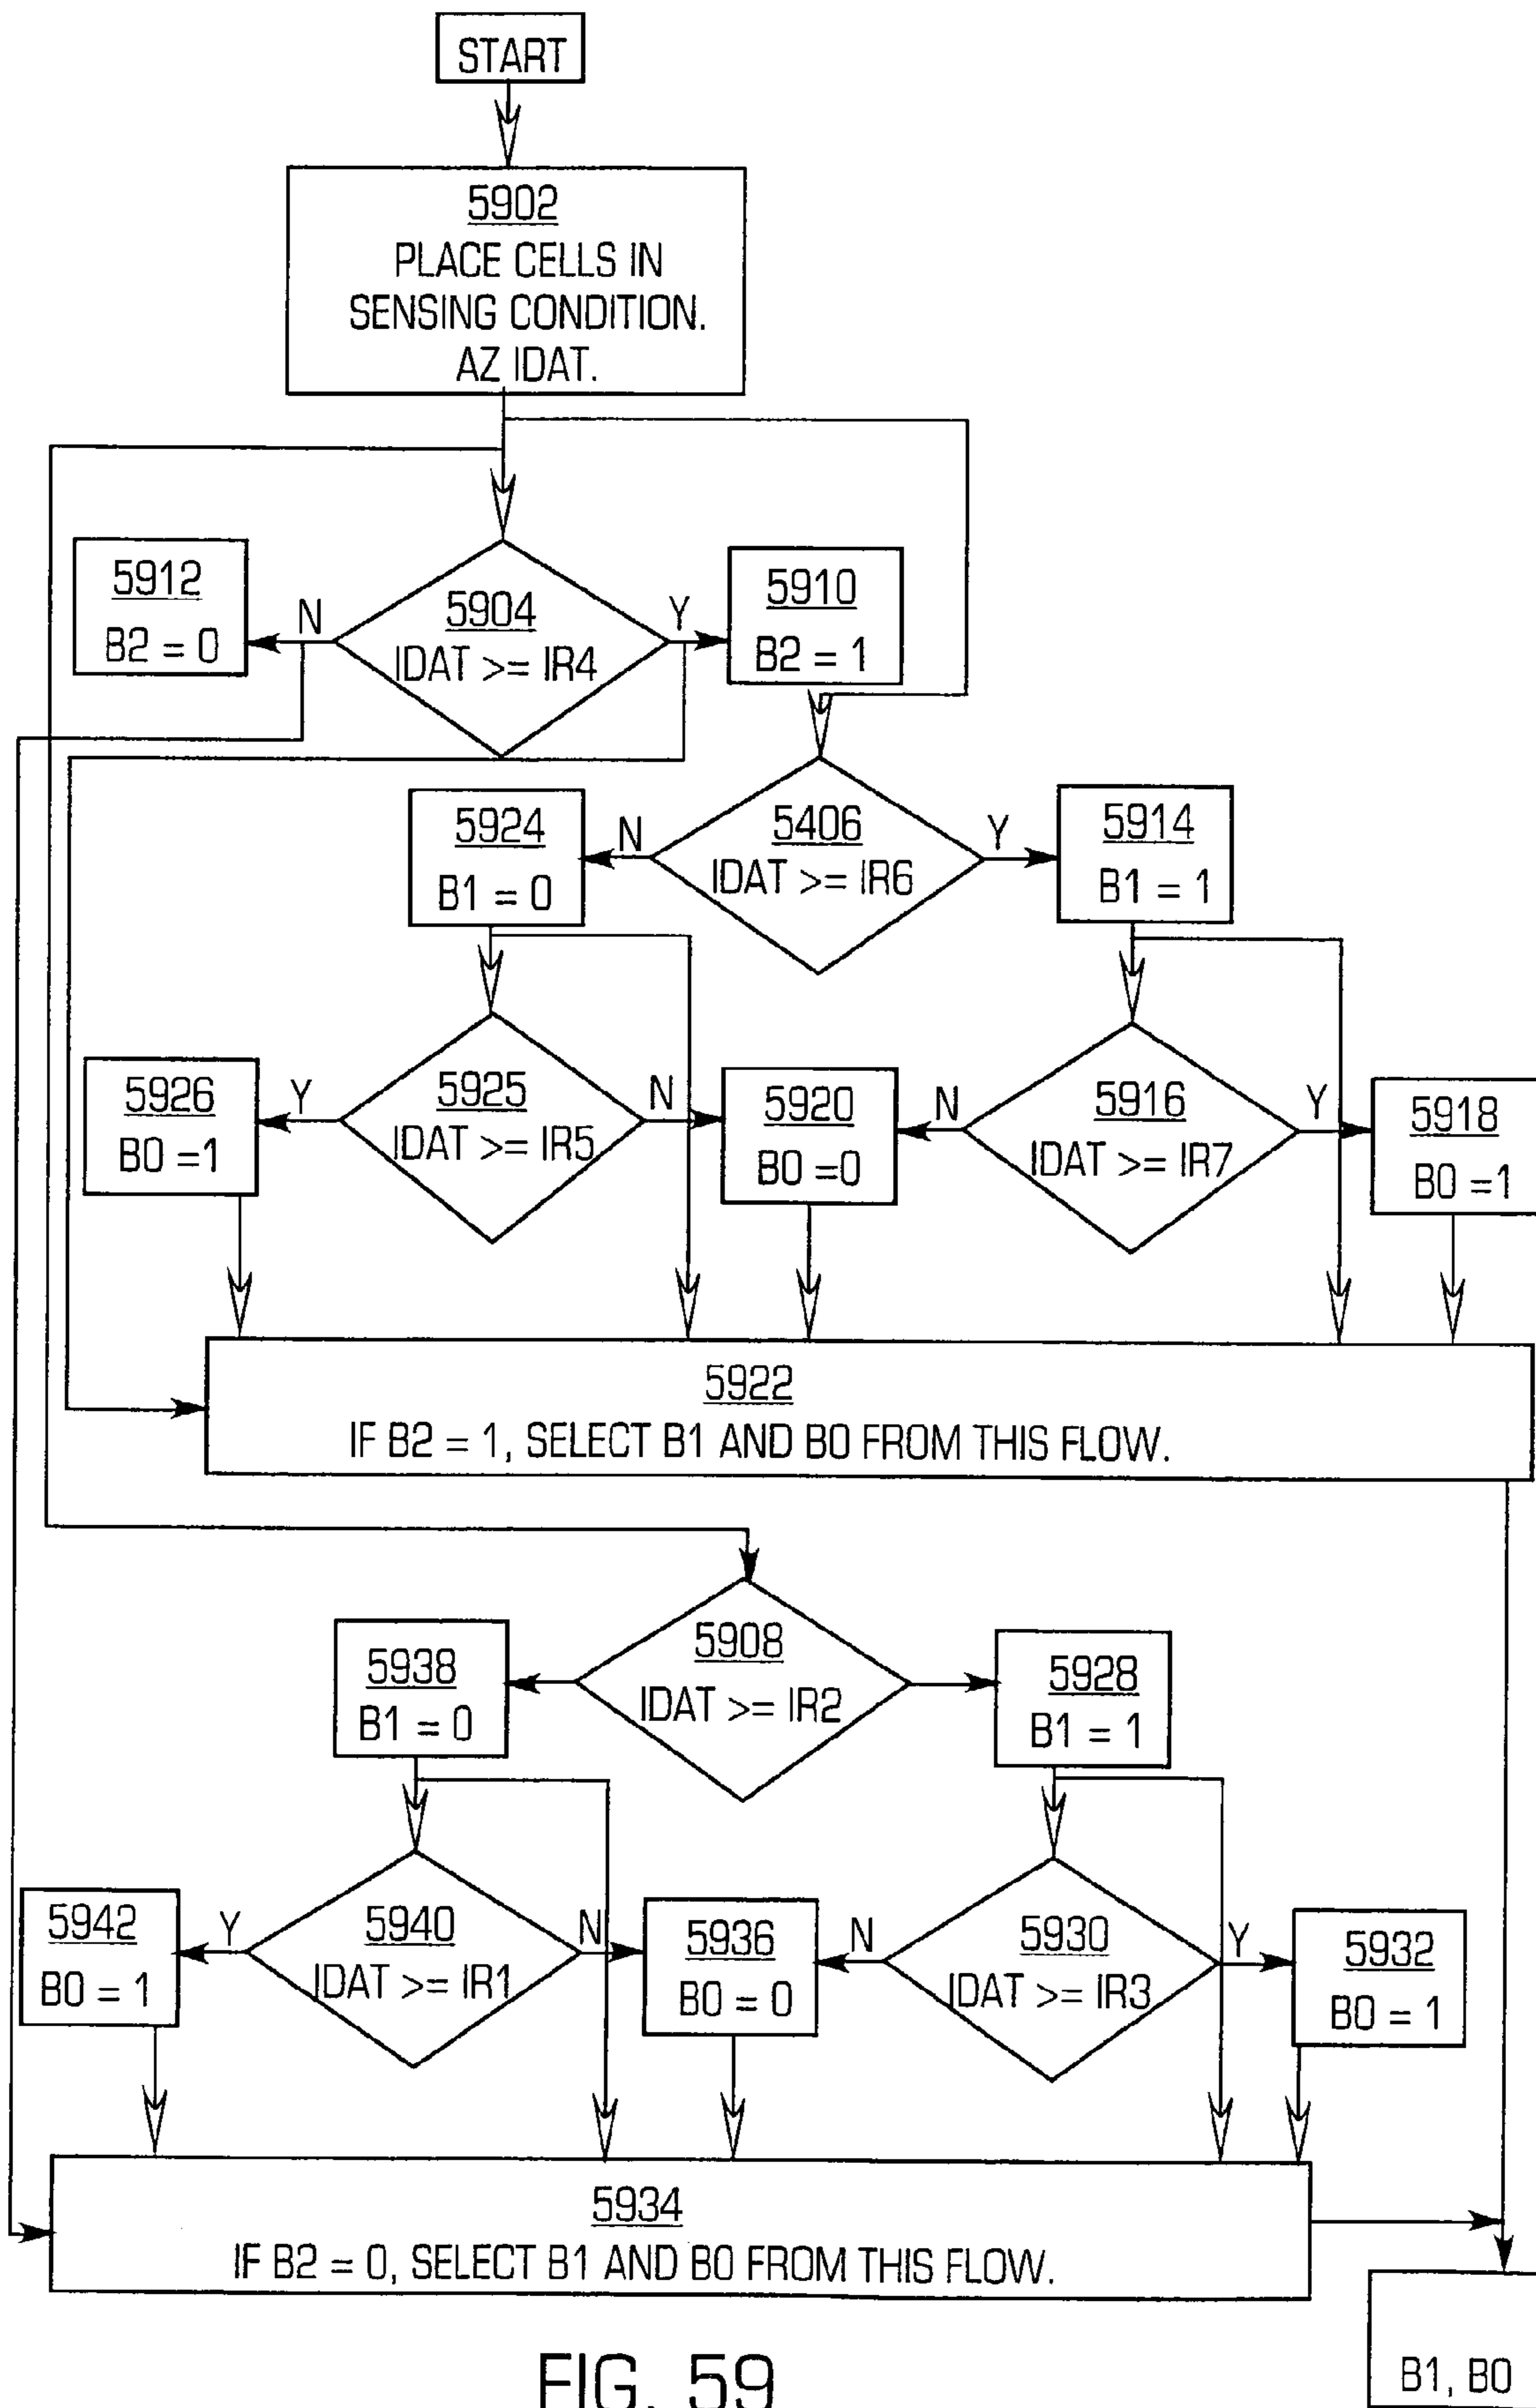 START
5902
PLACE CELLS IN
SENSING CONDITION.
AZ IDAT.
5912
B2 = 0
N
5904
IDAT >= IR4
Y
5910
B2 = 1
5924
B1 = 0
N
5406
IDAT >= IR6
Y
5914
B1 = 1
5926
B0 =1
Y
5925
IDAT >= IR5
N
5920
B0 =0
N
5916
IDAT >= IR7
Y
5918
B0 =1
5922
IF B2 = 1, SELECT B1 AND B0 FROM THIS FLOW.
5938
B1 = 0
5908
IDAT >= IR2
5928
B1 = 1
5942
B0 = 1
Y
5940
IDAT >= IR1
N
5936
B0 = 0
N
5930
IDAT >= IR3
Y
5932
B0 = 1
5934
IF B2 = 0, SELECT B1 AND B0 FROM THIS FLOW.
B1, B0
FIG. 59